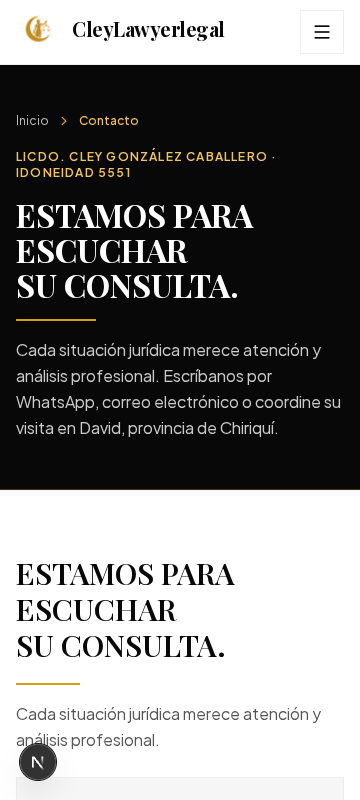 CleyLawyerlegal
Inicio > Contacto
LICDO. CLEY GONZÁLEZ CABALLERO ·
IDONEIDAD 5551
ESTAMOS PARA
ESCUCHAR
SU CONSULTA.
Cada situación jurídica merece atención y
análisis profesional. Escríbanos por
WhatsApp, correo electrónico o coordine su
visita en David, provincia de Chiriquí.
ESTAMOS PARA
ESCUCHAR
SU CONSULTA.
Cada situación jurídica merece atención y
análisis profesional.
N